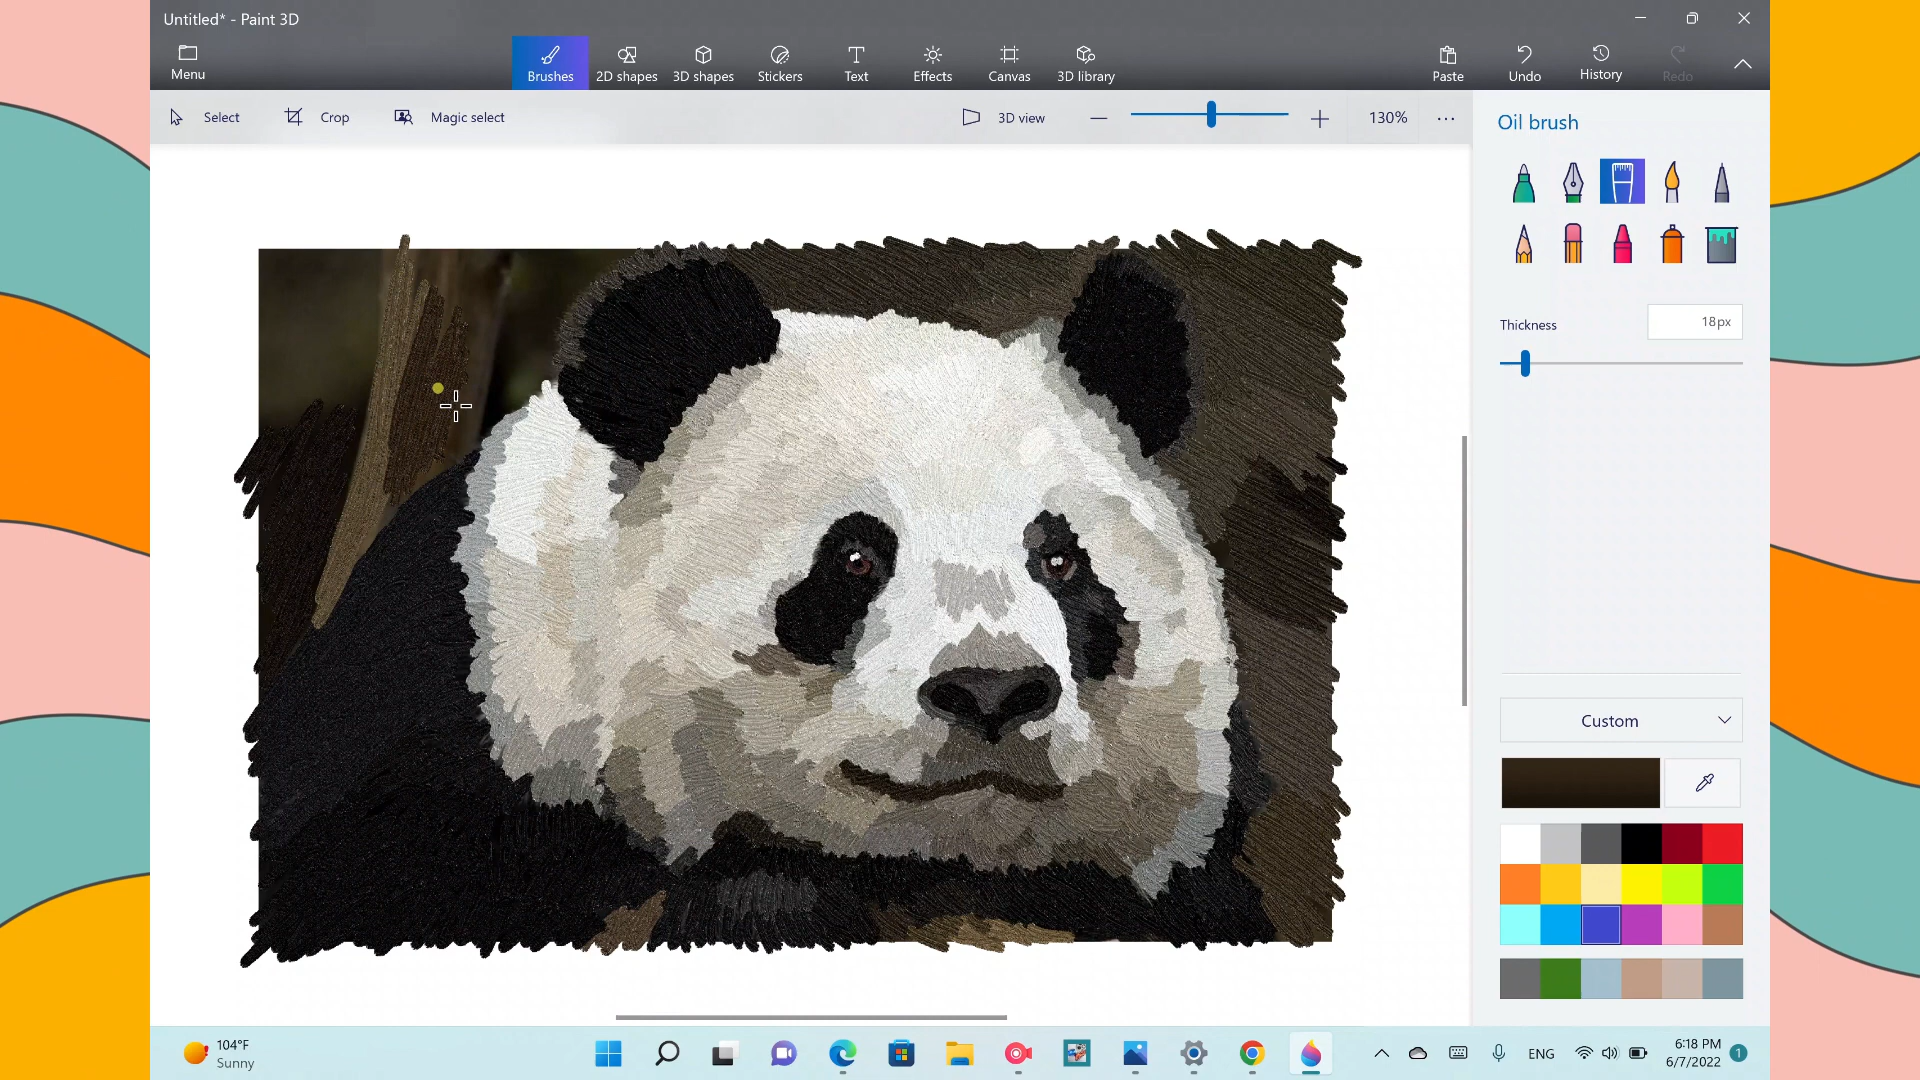 Untitled* - Paint 3D
Menu
Brushes
2D shapes
3D shapes
Stickers
Text
Effects
Canvas
3D library
Paste
Undo
History
Redo
Select
Crop
Magic select
3D view
130%
Oil brush
Thickness
18px
Custom
104°F
Sunny
ENG
6:18 PM
6/7/2022
1